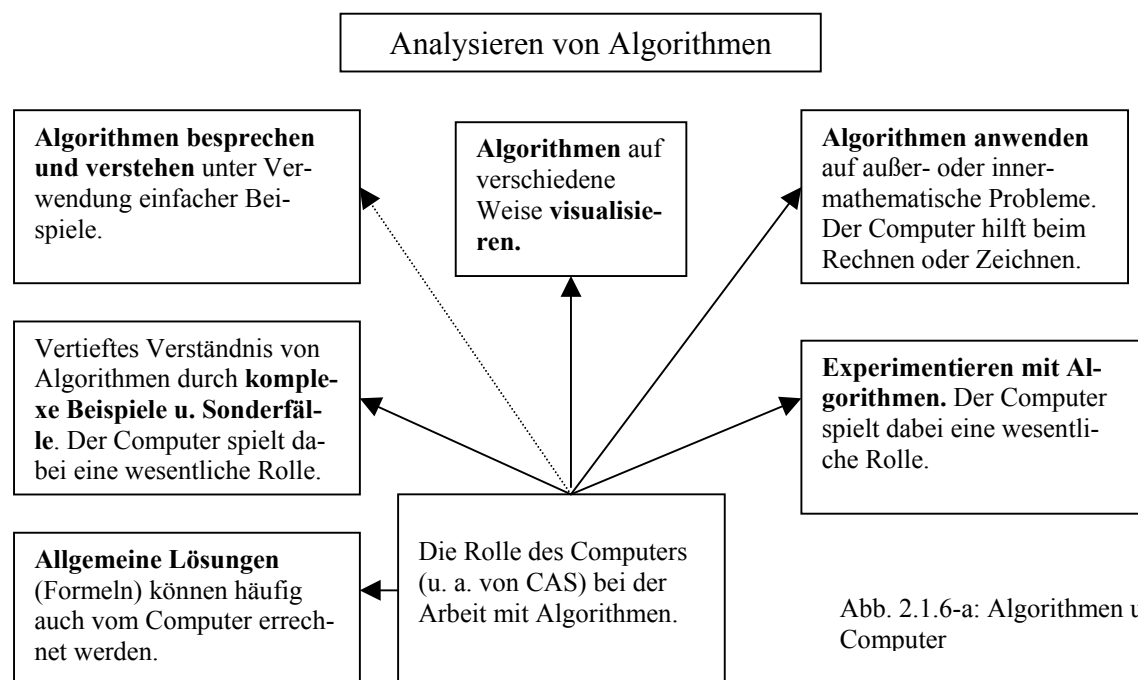 Analysieren von Algorithmen
Algorithmen besprechen
und verstehen unter Ver-
wendung einfacher Bei-
spiele.
Algorithmen auf
verschiedene
Weise visualisie-
ren.
Algorithmen anwenden
auf außer- oder inner-
mathematische Probleme.
Der Computer hilft beim
Rechnen oder Zeichnen.
Vertieftes Verständnis von
Algorithmen durch komple-
xe Beispiele u. Sonderfäl-
le. Der Computer spielt da-
bei eine wesentliche Rolle.
Experimentieren mit Al-
gorithmen. Der Computer
spielt dabei eine wesentli-
che Rolle.
Allgemeine Lösungen
(Formeln) können häufig
auch vom Computer errech-
net werden.
Die Rolle des Computers
(u. a. von CAS) bei der
Arbeit mit Algorithmen.
Abb. 2.1.6-a: Algorithmen u
Computer